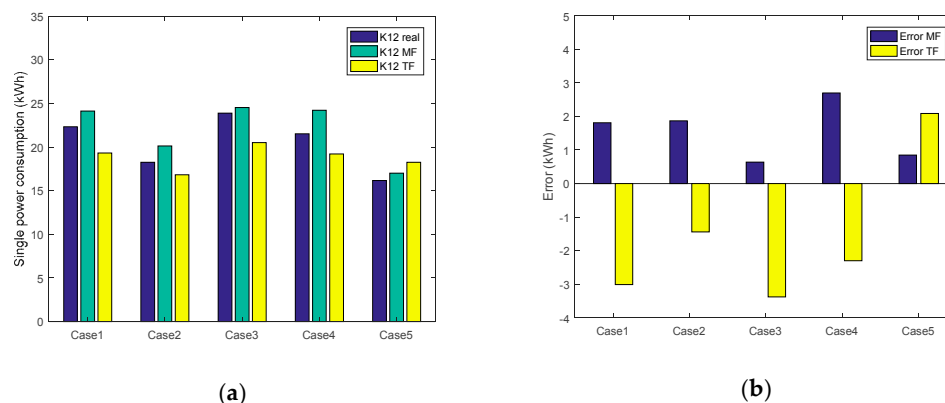 35
30
25
20
15
10
5
0
Single power consumption (kWh)
K12 real
K12 MF
K12 TF
Case1 Case2 Case3 Case4 Case5
(a)
5
4
3
2
1
0
-1
-2
-3
-4
Error (kWh)
Error MF
Error TF
Case1 Case2 Case3 Case4 Case5
(b)